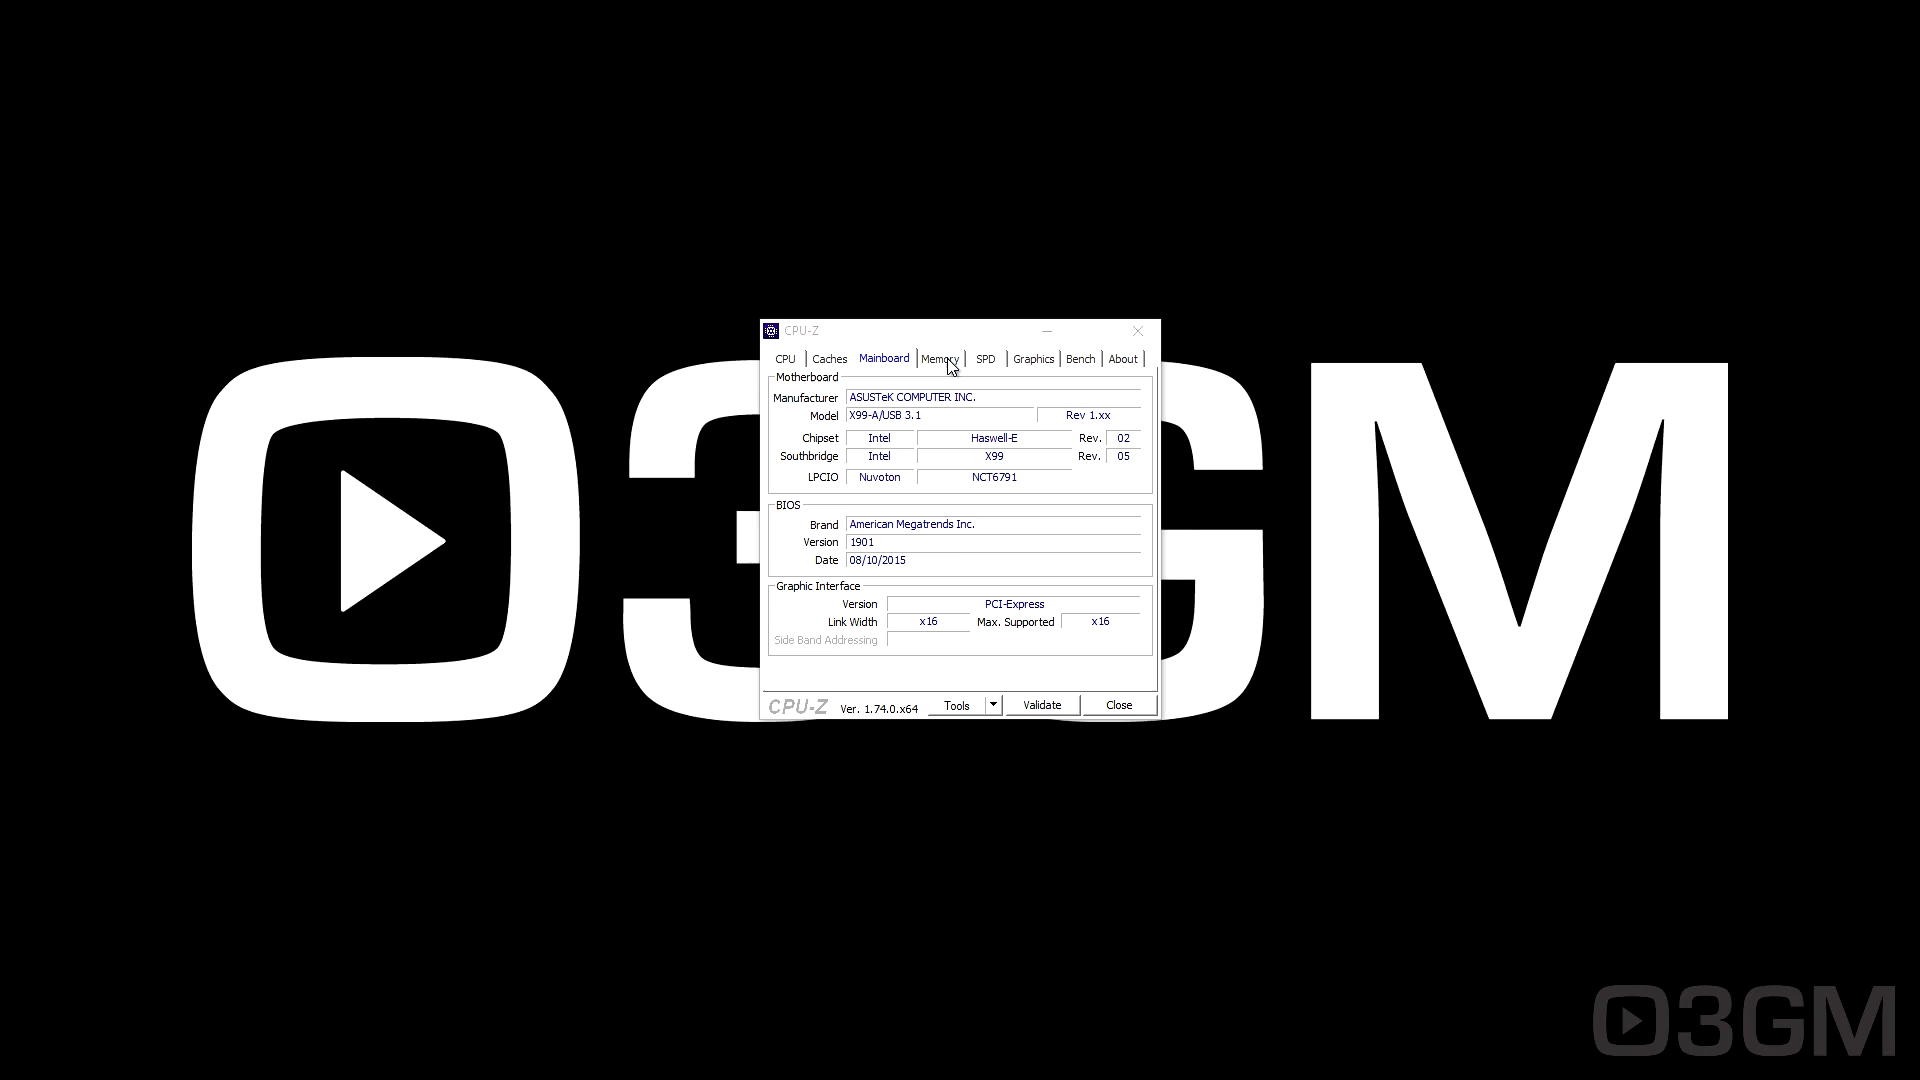 CPU-Z
CPU Caches Mainboard Memory SPD Graphics Bench About
Motherboard
Manufacturer ASUSTeK COMPUTER INC.
Model X99-A/USB 3.1 Rev 1.xx
Chipset Intel Haswell-E Rev. 02
Southbridge Intel X99 Rev. 05
LPCIO Nuvoton NCT6791
BIOS
Brand American Megatrends Inc.
Version 1901
Date 08/10/2015
Graphic Interface
Version PCI-Express
Link Width x16 Max. Supported x16
Side Band Addressing
CPU-Z Ver. 1.74.0.x64 Tools Validate Close
3GM
3GM